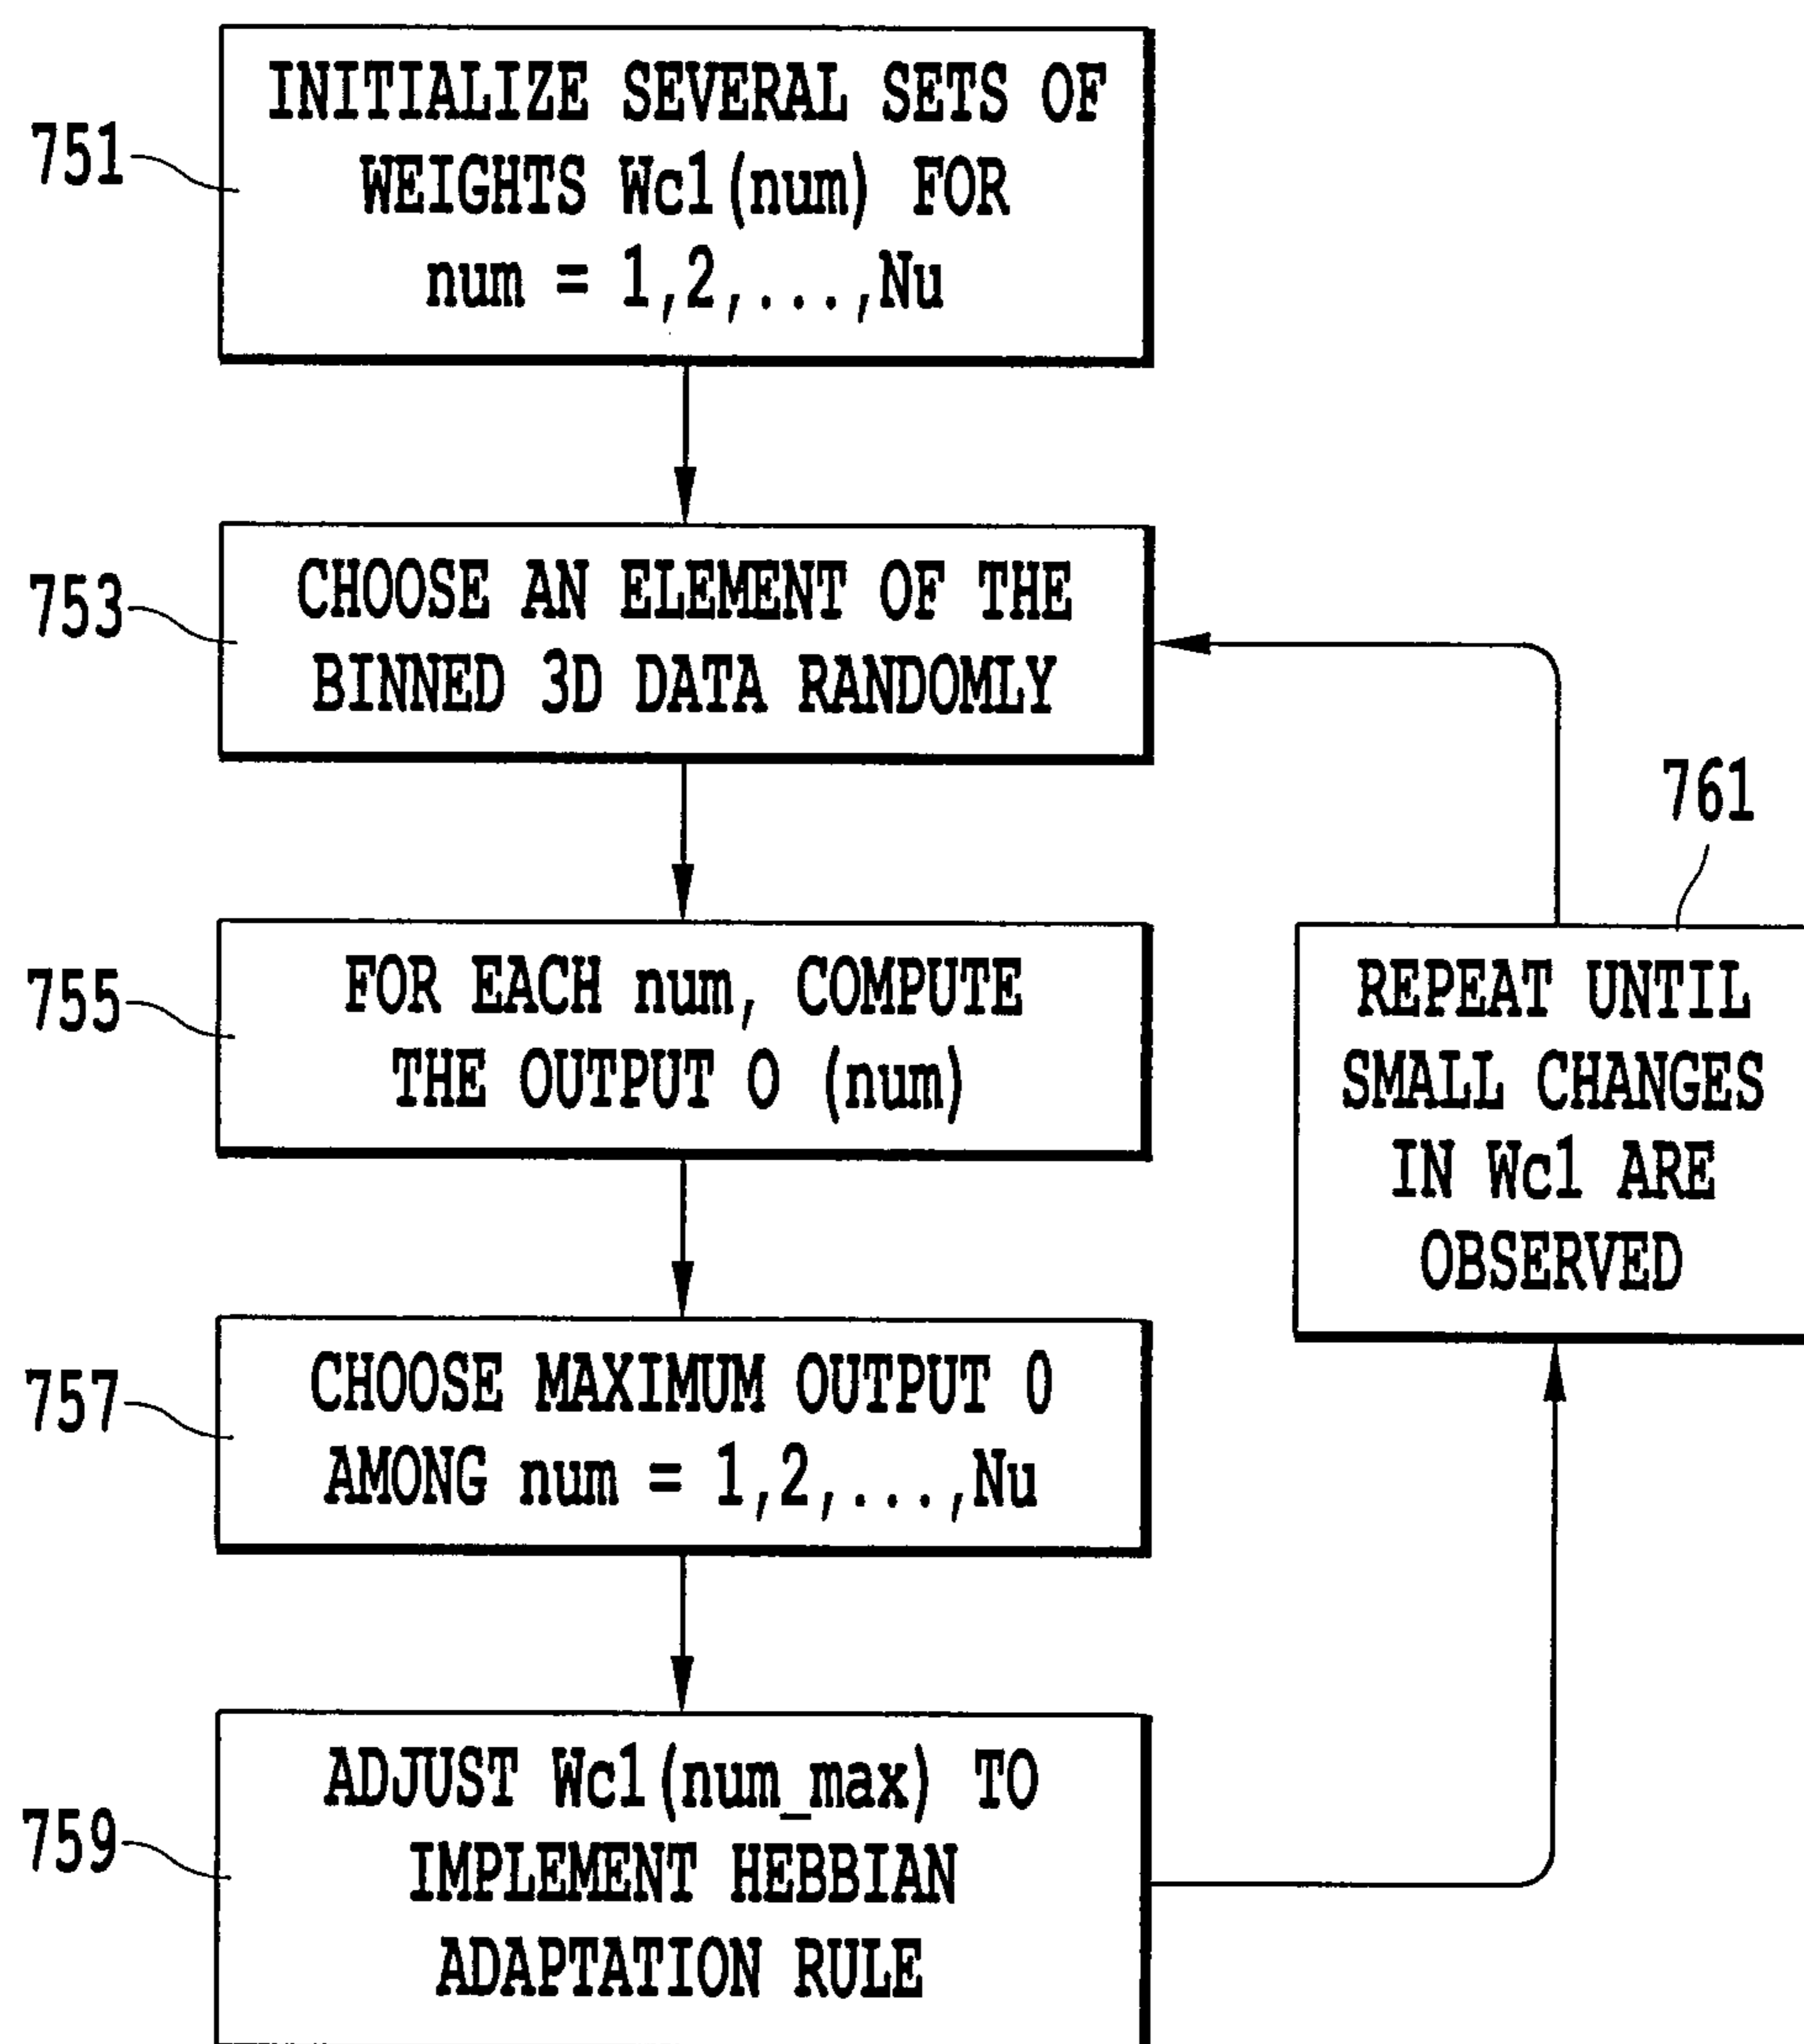 751
INITIALIZE SEVERAL SETS OF
WEIGHTS Wc1(num) FOR
num = 1,2,...,Nu
753
CHOOSE AN ELEMENT OF THE
BINNED 3D DATA RANDOMLY
755
FOR EACH num, COMPUTE
THE OUTPUT O (num)
757
CHOOSE MAXIMUM OUTPUT O
AMONG num = 1,2,...,Nu
759
ADJUST Wc1(num_max) TO
IMPLEMENT HEBBIAN
ADAPTATION RULE
761
REPEAT UNTIL
SMALL CHANGES
IN Wc1 ARE
OBSERVED